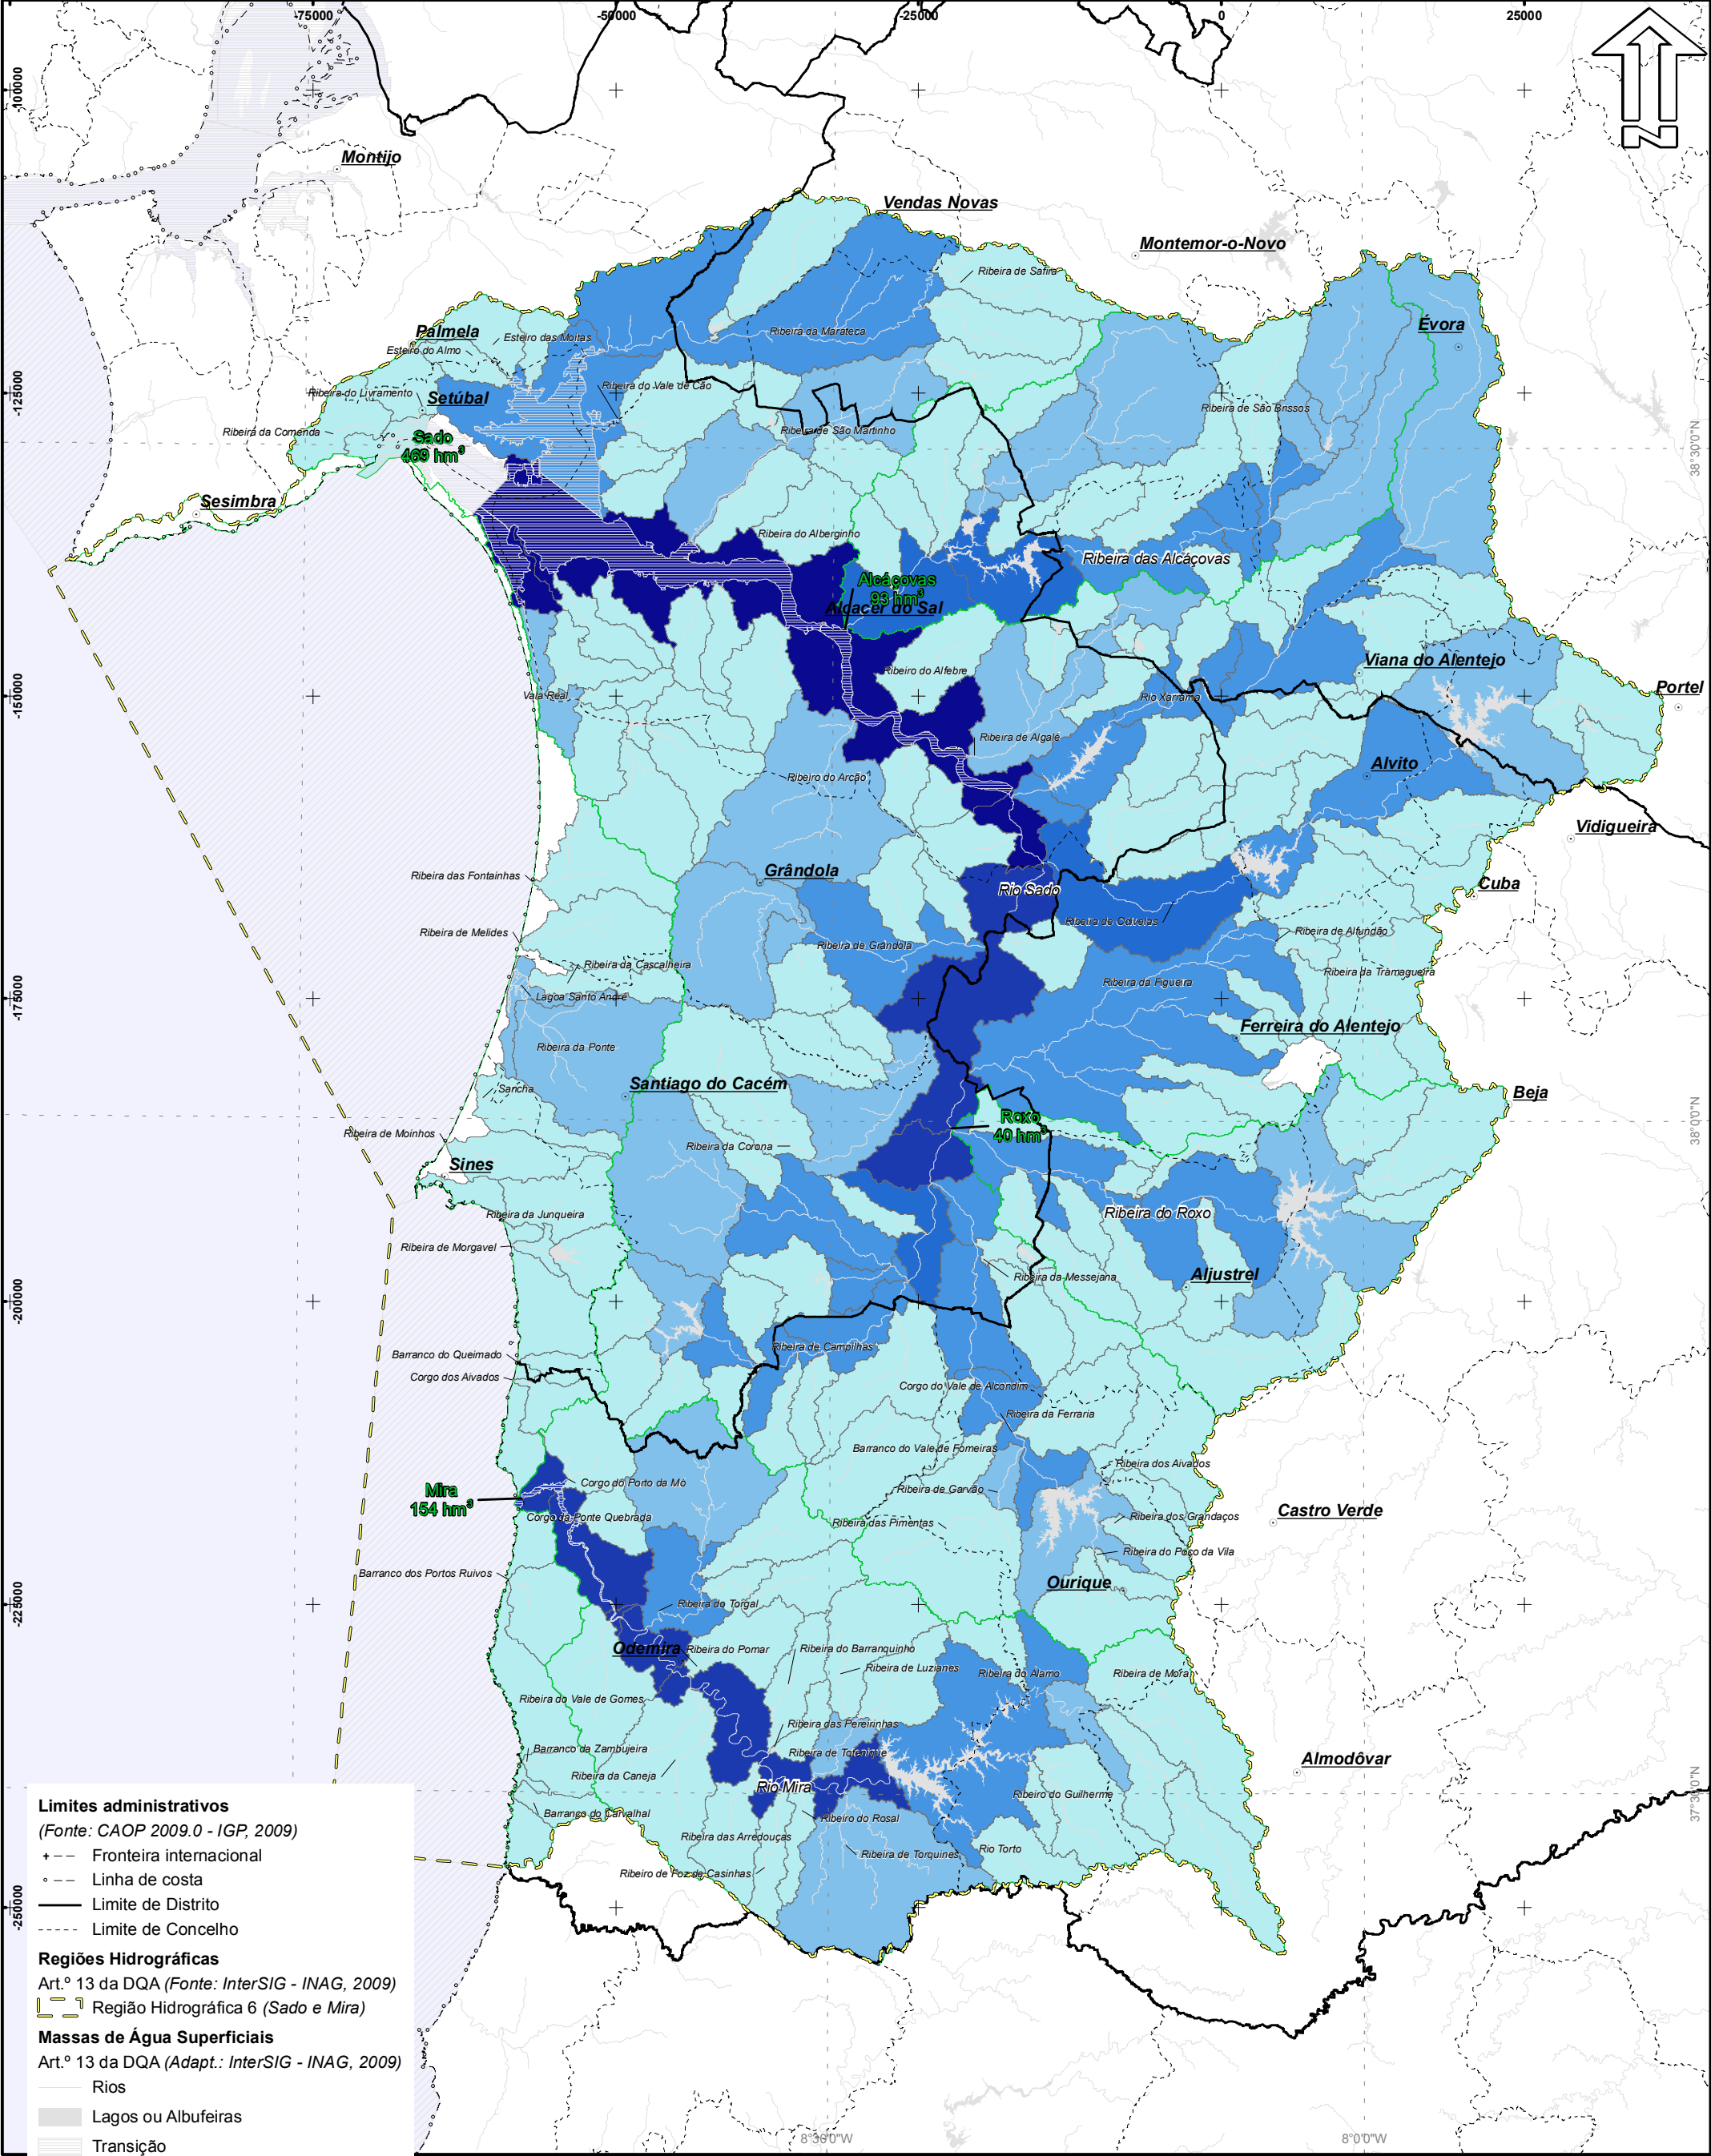 -75000
-50000
-25000
0
25000
-100000
Montijo
Vendas Novas
Montemor-o-Novo
Ribeira de Safira
Évora
Palmela
Esteiro das Moitas
Ribeira da Marateca
Esteiro do Almo
-125000
Ribeira do Vale de Cão
Ribeira do Livramento
Setúbal
Ribeira de São Brissos
Ribeira da Comenda
Sado
469 hm³
Ribeira de São Martinho
38°30'0"N
Sesimbra
Ribeira do Alberginho
Ribeira das Alcáçovas
Alcáçovas
93 hm³
Alcácer do Sal
Viana do Alentejo
Ribeiro do Alfebre
Portel
-150000
Vala Real
Rio Xarrama
Ribeira de Algalé
Alvito
Ribeiro do Arcão
Vidigueira
Grândola
Ribeira das Fontainhas
Cuba
Rio Sado
Ribeira de Odivelas
Ribeira de Melides
Ribeira de Alfundão
Ribeira de Grândola
Ribeira da Cascalheira
Ribeira da Tramagueira
Ribeira da Figueira
-175000
Lagoa Santo André
Ferreira do Alentejo
Ribeira da Ponte
Santiago do Cacém
Sancha
Beja
Roxo
40 hm³
38°0'0"N
Ribeira de Moinhos
Ribeira da Corona
Sines
Ribeira do Roxo
Ribeira da Junqueira
Ribeira de Morgavel
Ribeira da Messejana
Aljustrel
-200000
Ribeira de Campilhas
Barranco do Queimado
Corgo dos Aivados
Corgo do Vale de Alcondim
Ribeira da Ferraria
Barranco do Vale de Fomeiras
Ribeira dos Aivados
Corgo do Porto da Mó
Ribeira de Garvão
Mira
154 hm³
Castro Verde
Corgo da Ponte Quebrada
Ribeira das Pimentas
Ribeira dos Grandaços
Ribeira do Poço da Vila
Barranco dos Portos Ruivos
Ourique
-225000
Ribeira do Torgal
Odemira
Ribeira do Pomar
Ribeira do Barranquinho
Ribeira de Luzianes
Ribeira do Alamo
Ribeira de Mora
Ribeira do Vale de Gomes
Ribeira das Pereirinhas
Barranco da Zambujeira
Ribeira de Totenique
Almodôvar
Ribeira da Caneja
Rio Mira
37°30'0"N
Ribeiro do Guilherme
Barranco do Carvalhal
Ribeiro do Rosal
Ribeira das Arredouças
Rio Torto
Ribeira de Torquines
Ribeiro de Foz de Casinhas
-250000
8°30'0"W
8°0'0"W
N
Limites administrativos
(Fonte: CAOP 2009.0 - IGP, 2009)
Fronteira internacional
Linha de costa
Limite de Distrito
Limite de Concelho
Regiões Hidrográficas
Art.º 13 da DQA (Fonte: InterSIG - INAG, 2009)
Região Hidrográfica 6 (Sado e Mira)
Massas de Água Superficiais
Art.º 13 da DQA (Adapt.: InterSIG - INAG, 2009)
Rios
Lagos ou Albufeiras
Transição